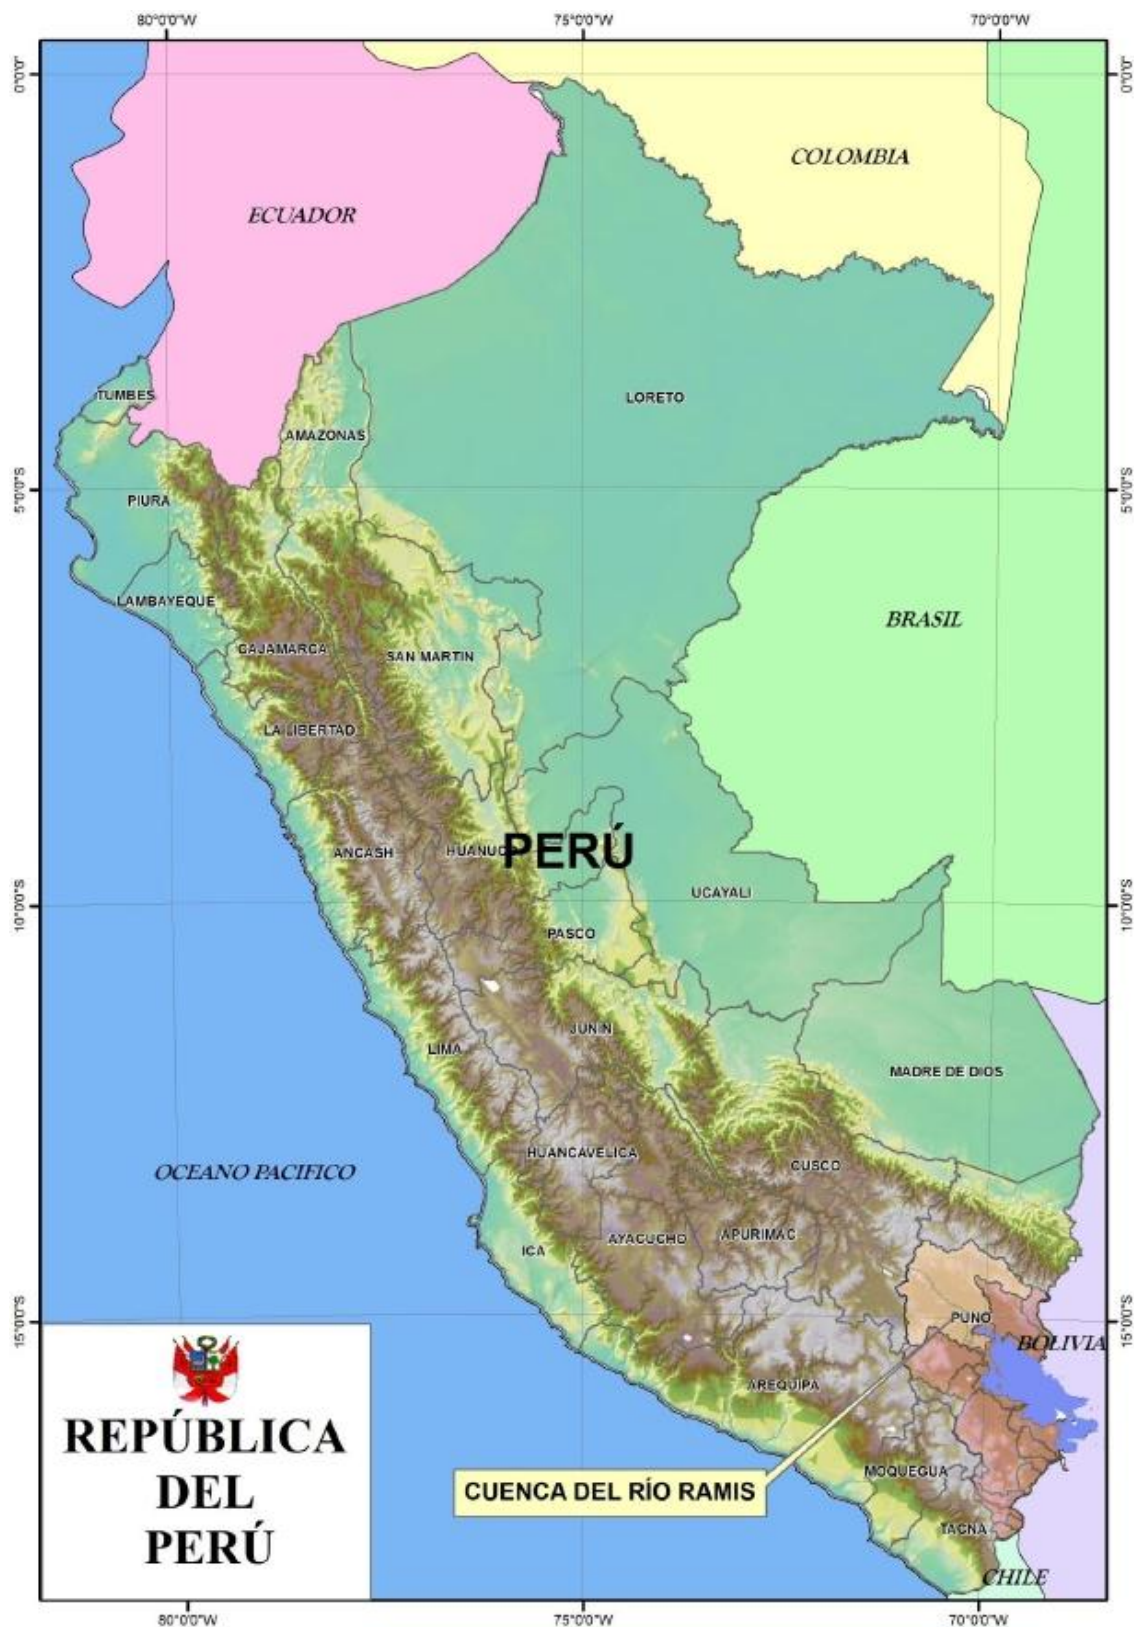 80°0'0"W
75°0'0"W
70°0'0"W
0°0'0"
0°0'0"
COLOMBIA
ECUADOR
TUMBES
LORETO
AMAZONAS
5°0'0"S
5°0'0"S
PIURA
LAMBAYEQUE
BRASIL
CAJAMARCA
SAN MARTIN
LA LIBERTAD
ANCASH
HUANUC
PERÚ
UCAYALI
10°0'0"S
10°0'0"S
PASCO
JUNIN
LIMA
MADRE DE DIOS
HUANCAVELICA
CUSCO
OCEANO PACIFICO
APURIMAC
AYACUCHO
ICA
PUNO
15°0'0"S
15°0'0"S
BOLIVIA
AREQUIPA
REPÚBLICA
DEL
PERÚ
MOQUEGUA
CUENCA DEL RÍO RAMIS
TACNA
CHILE
80°0'0"W
75°0'0"W
70°0'0"W